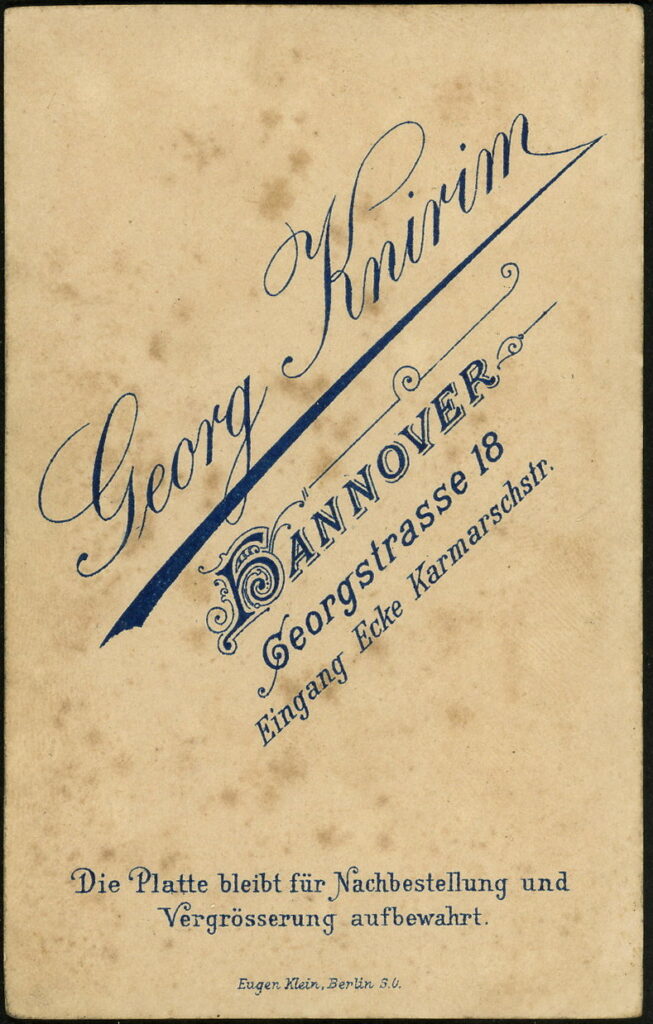 Georg Knirim
HANNOVER
Georgstrasse 18
Eingang Ecke Karmarschstr.
Die Platte bleibt für Nachbestellung und
Vergrösserung aufbewahrt.
Eugen Klein, Berlin S.O.